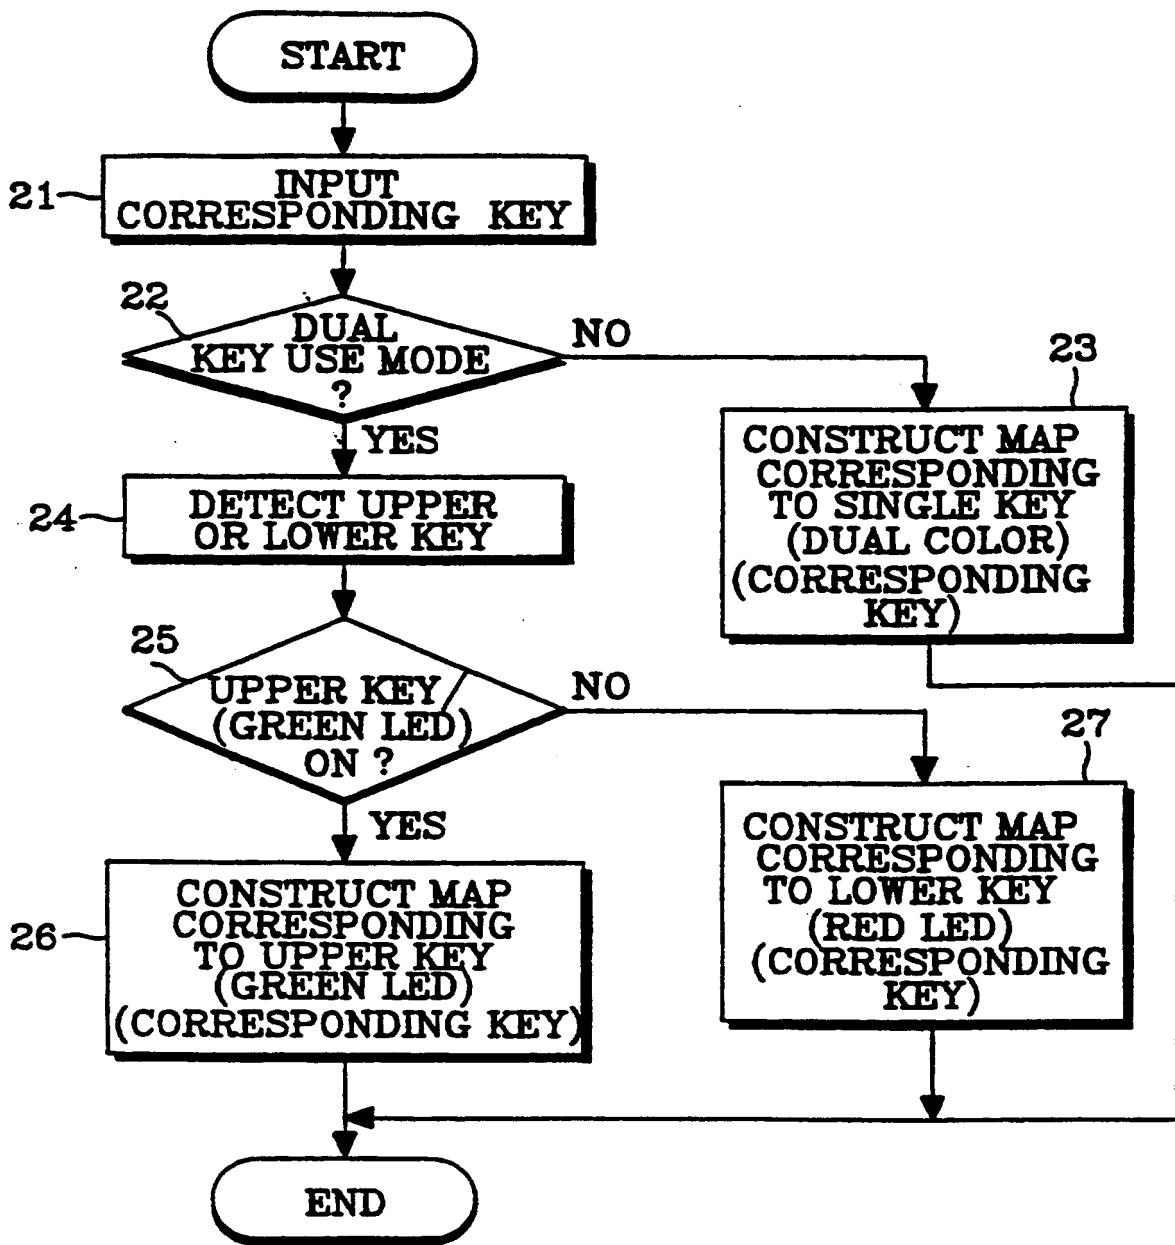 START
21
INPUT
CORRESPONDING KEY
22
DUAL
KEY USE MODE
?
NO
YES
23
CONSTRUCT MAP
CORRESPONDING
TO SINGLE KEY
(DUAL COLOR)
(CORRESPONDING
KEY)
24
DETECT UPPER
OR LOWER KEY
25
UPPER KEY
(GREEN LED)
ON ?
NO
YES
27
CONSTRUCT MAP
CORRESPONDING
TO LOWER KEY
(RED LED)
(CORRESPONDING
KEY)
26
CONSTRUCT MAP
CORRESPONDING
TO UPPER KEY
(GREEN LED)
(CORRESPONDING KEY)
END